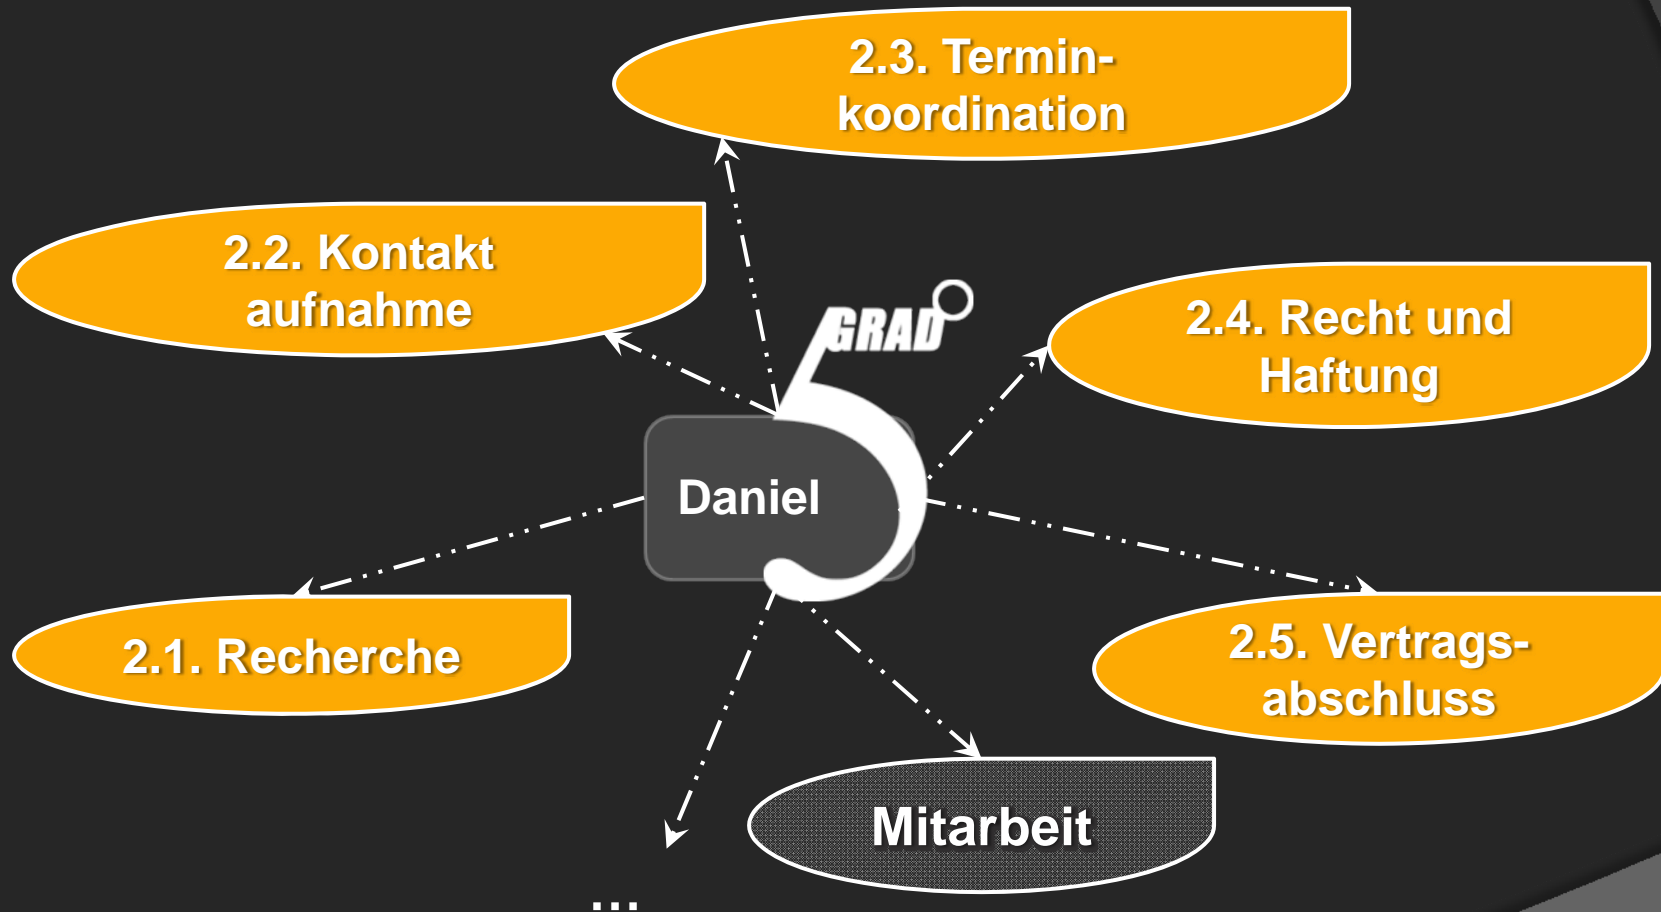 2.3. Termin-
koordination
2.2. Kontakt
aufnahme
5
GRAD
2.4. Recht und
Haftung
Daniel
2.1. Recherche
2.5. Vertrags-
abschluss
Mitarbeit
...